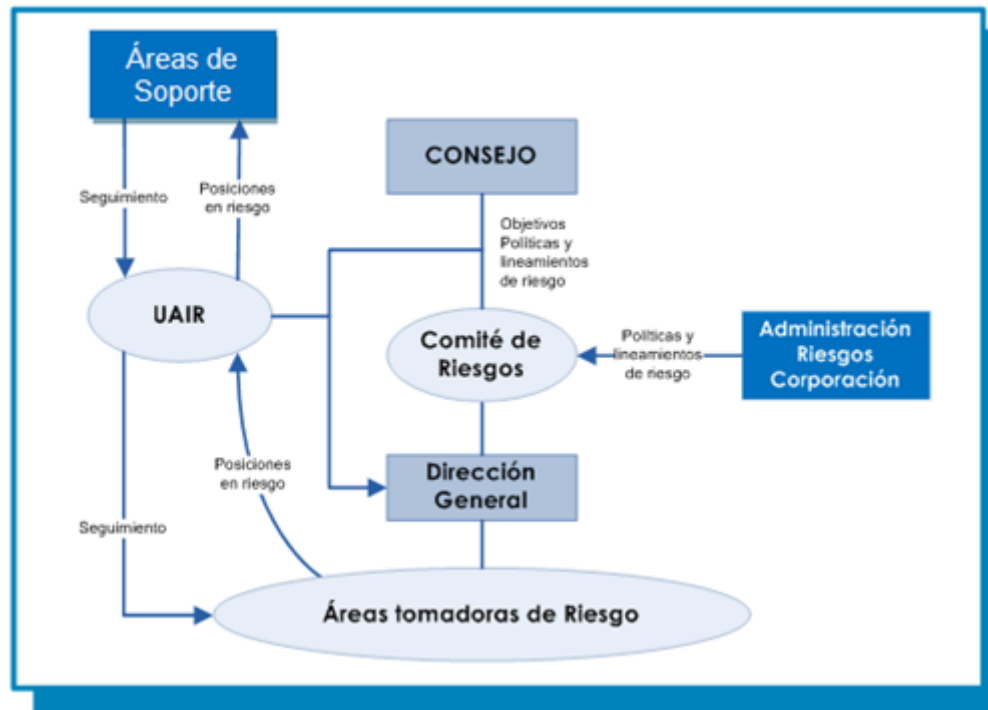 Áreas de
Soporte
CONSEJO
Seguimiento
Posiciones
en riesgo
Objetivos
Políticas y
lineamientos
de riesgo
UAIR
Comité de
Riesgos
Políticas y
lineamientos
de riesgo
Administración
Riesgos
Corporación
Posiciones
en riesgo
Dirección
General
Seguimiento
Áreas tomadoras de Riesgo